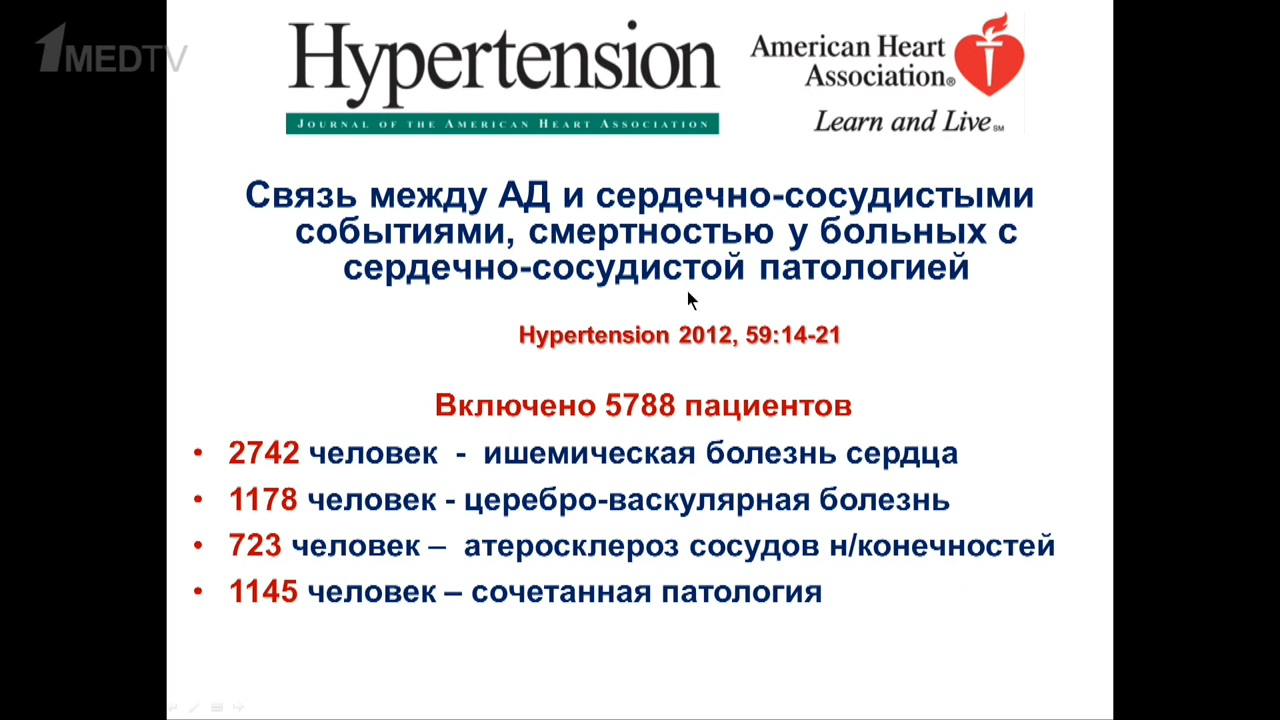 1MEDTV
Hypertension
JOURNAL OF THE AMERICAN HEART ASSOCIATION
American Heart
Association®
Learn and Live SM
Связь между АД и сердечно-сосудистыми
событиями, смертностью у больных с
сердечно-сосудистой патологией
Hypertension 2012, 59:14-21
Включено 5788 пациентов
• 2742 человек - ишемическая болезнь сердца
• 1178 человек - церебро-васкулярная болезнь
• 723 человек – атеросклероз сосудов н/конечностей
• 1145 человек – сочетанная патология